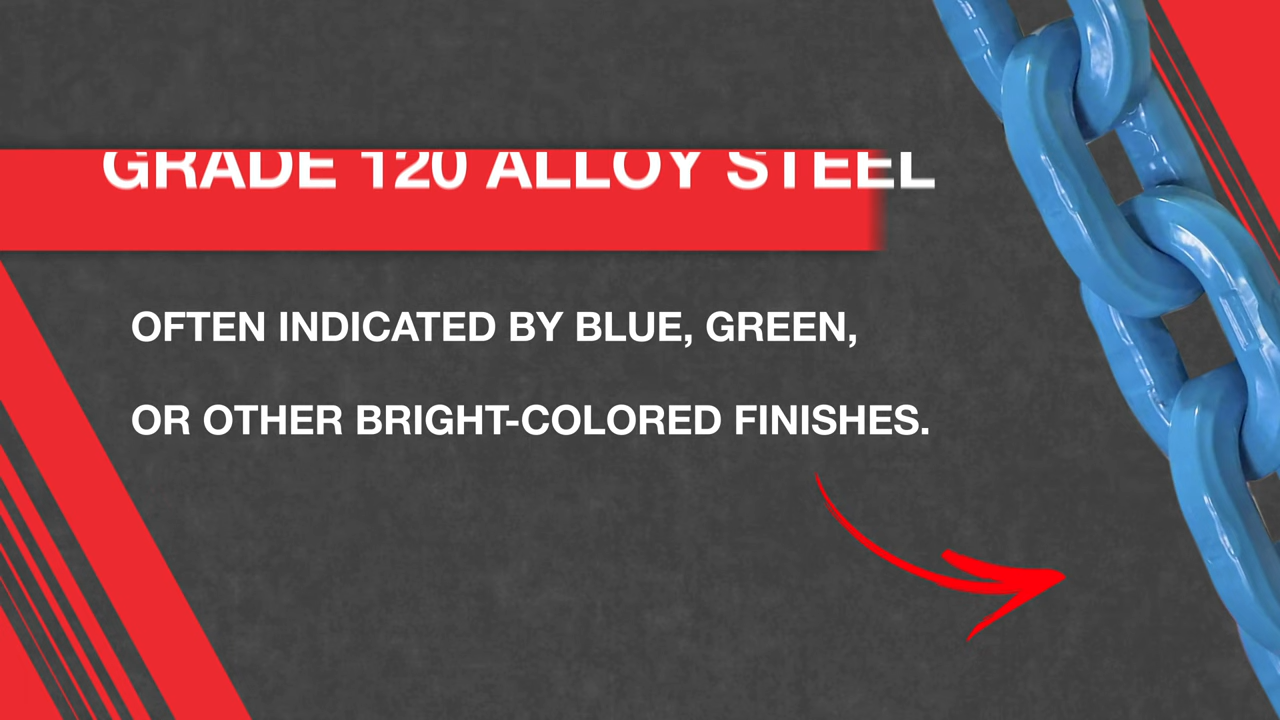 GRADE 120 ALLOY STEEL
OFTEN INDICATED BY BLUE, GREEN,
OR OTHER BRIGHT-COLORED FINISHES.